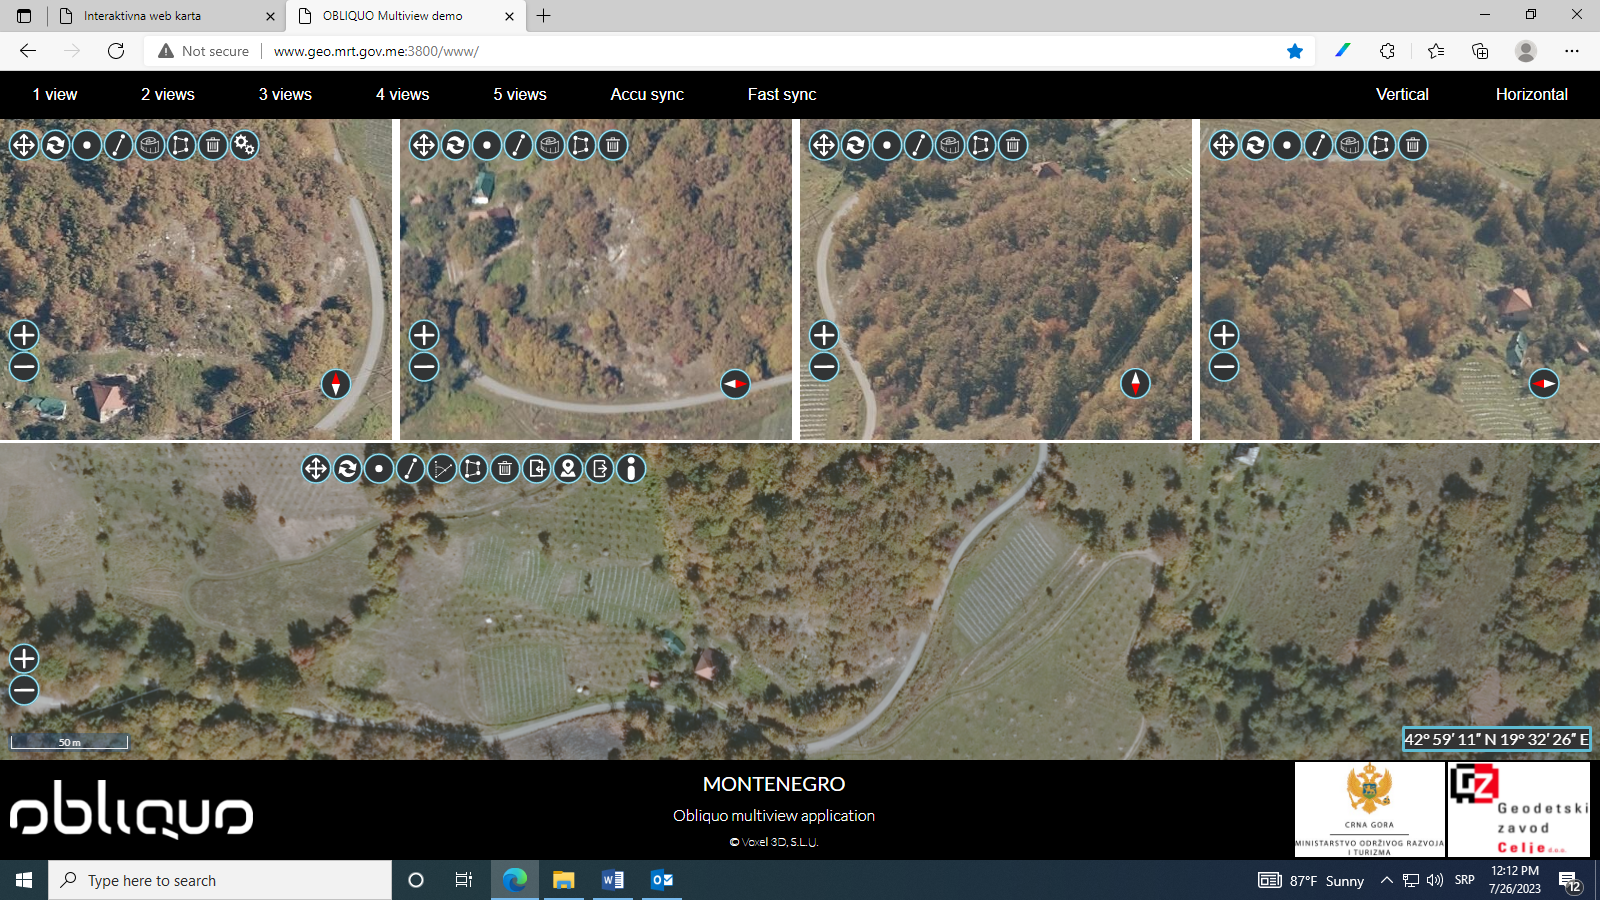 Interaktivna web karta
OBLIQUO Multiview demo
Not secure
www.geo.mrt.gov.me:3800/www/
1 view 2 views 3 views 4 views 5 views Accu sync Fast sync Vertical Horizontal
50 m
42° 59′ 11″ N 19° 32′ 26″ E
obliquo
MONTENEGRO
Obliquo multiview application
© Voxel 3D, S.L.U.
CRNA GORA
MINISTARSTVO ODRŽIVOG RAZVOJA
I TURIZMA
GZ
Geodetski
zavod
Celje d.o.o.
Type here to search
87°F Sunny
SRP
12:12 PM
7/26/2023
12